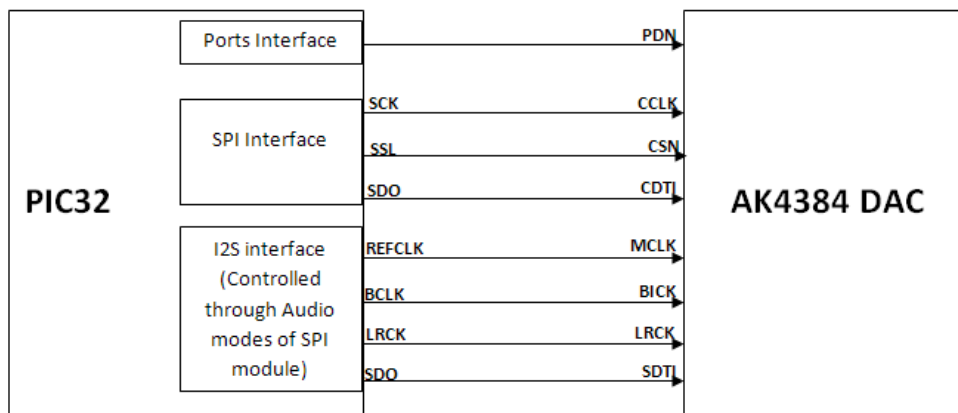 Ports Interface
PDN
SCK
CCLK
SPI Interface
SSL
CSN
SDO
CDTI
PIC32
AK4384 DAC
I2S interface
(Controlled
through Audio
modes of SPI
module)
REFCLK
MCLK
BCLK
BICK
LRCK
LRCK
SDO
SDTI